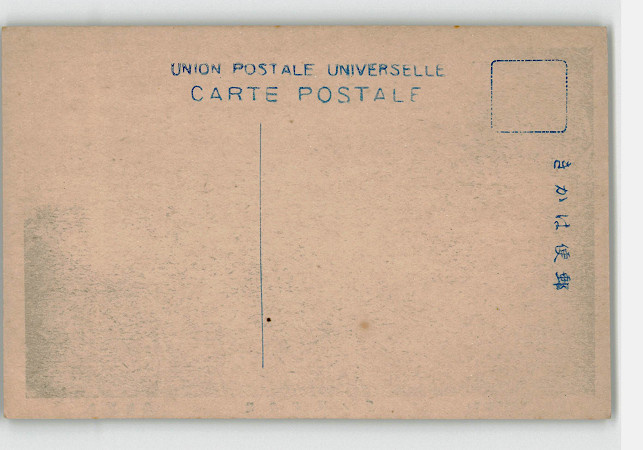 UNION POSTALE UNIVERSELLE
CARTE POSTALE
きかは便郵